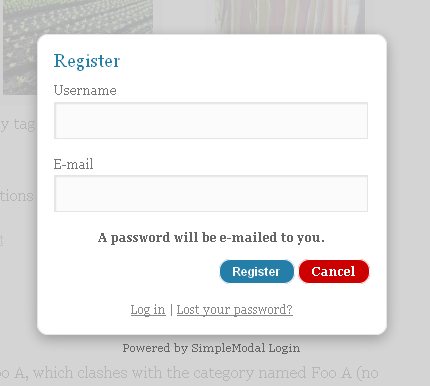 Register
Username
y tag
E-mail
tions
A password will be e-mailed to you.
Register Cancel
Log in | Lost your password?
Powered by SimpleModal Login
o A, which clashes with the category named Foo A (no